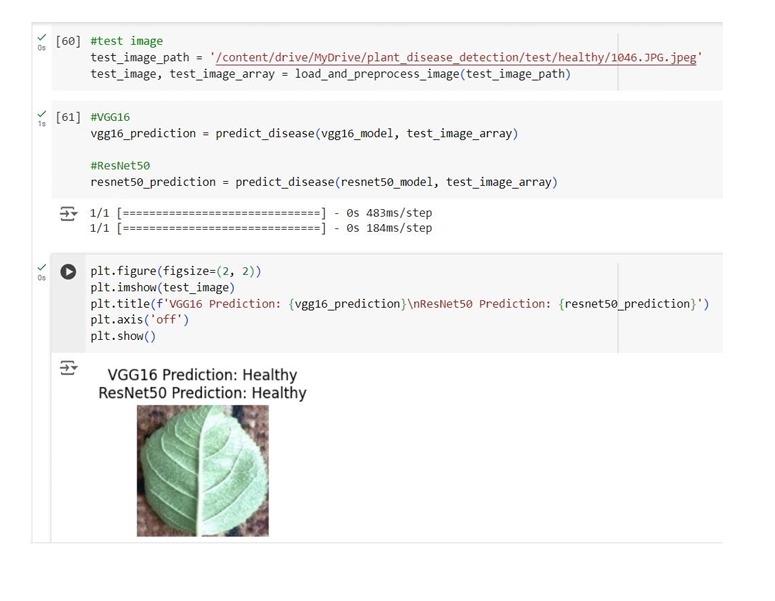 [60] #test image
test_image_path = '/content/drive/MyDrive/plant_disease_detection/test/healthy/1046.JPG.jpeg'
test_image, test_image_array = load_and_preprocess_image(test_image_path)
0s
[61] #VGG16
vgg16_prediction = predict_disease(vgg16_model, test_image_array)
1s
#ResNet50
resnet50_prediction = predict_disease(resnet50_model, test_image_array)
1/1 [==============================] - 0s 483ms/step
1/1 [==============================] - 0s 184ms/step
plt.figure(figsize=(2, 2))
0s
plt.imshow(test_image)
plt.title(f'VGG16 Prediction: {vgg16_prediction}\nResNet50 Prediction: {resnet50_prediction}')
plt.axis('off')
plt.show()
VGG16 Prediction: Healthy
ResNet50 Prediction: Healthy